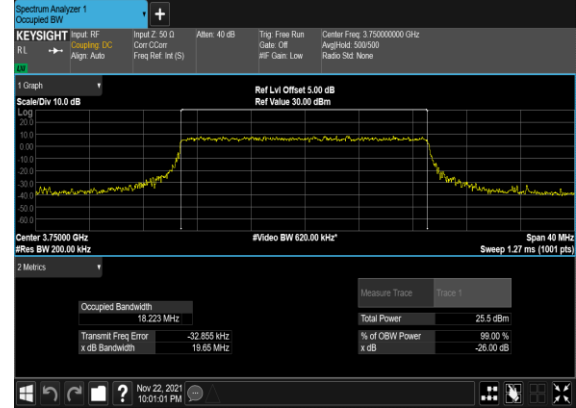 Spectrum Analyzer 1
Occupied BW
KEYSIGHT Input: RF Input Z: 50 Ω Atten: 40 dB Trig: Free Run Center Freq: 3.750000000 GHz
RL Coupling: DC Corr CCorr Gate: Off Avg|Hold: 500/500
Align: Auto Freq Ref: Int (S) #IF Gain: Low Radio Std: None
1 Graph
Ref Lvl Offset 5.00 dB
Scale/Div 10.0 dB Ref Value 30.00 dBm
Log
20.0
10.0
0.00
-10.0
-20.0
-30.0
-40.0
-50.0
-60.0
Center 3.75000 GHz #Video BW 620.00 kHz* Span 40 MHz
#Res BW 200.00 kHz Sweep 1.27 ms (1001 pts)
2 Metrics
Measure Trace Trace 1
Occupied Bandwidth
18.223 MHz Total Power 25.5 dBm
Transmit Freq Error -32.855 kHz % of OBW Power 99.00 %
x dB Bandwidth 19.65 MHz x dB -26.00 dB
Nov 22, 2021
10:01:01 PM